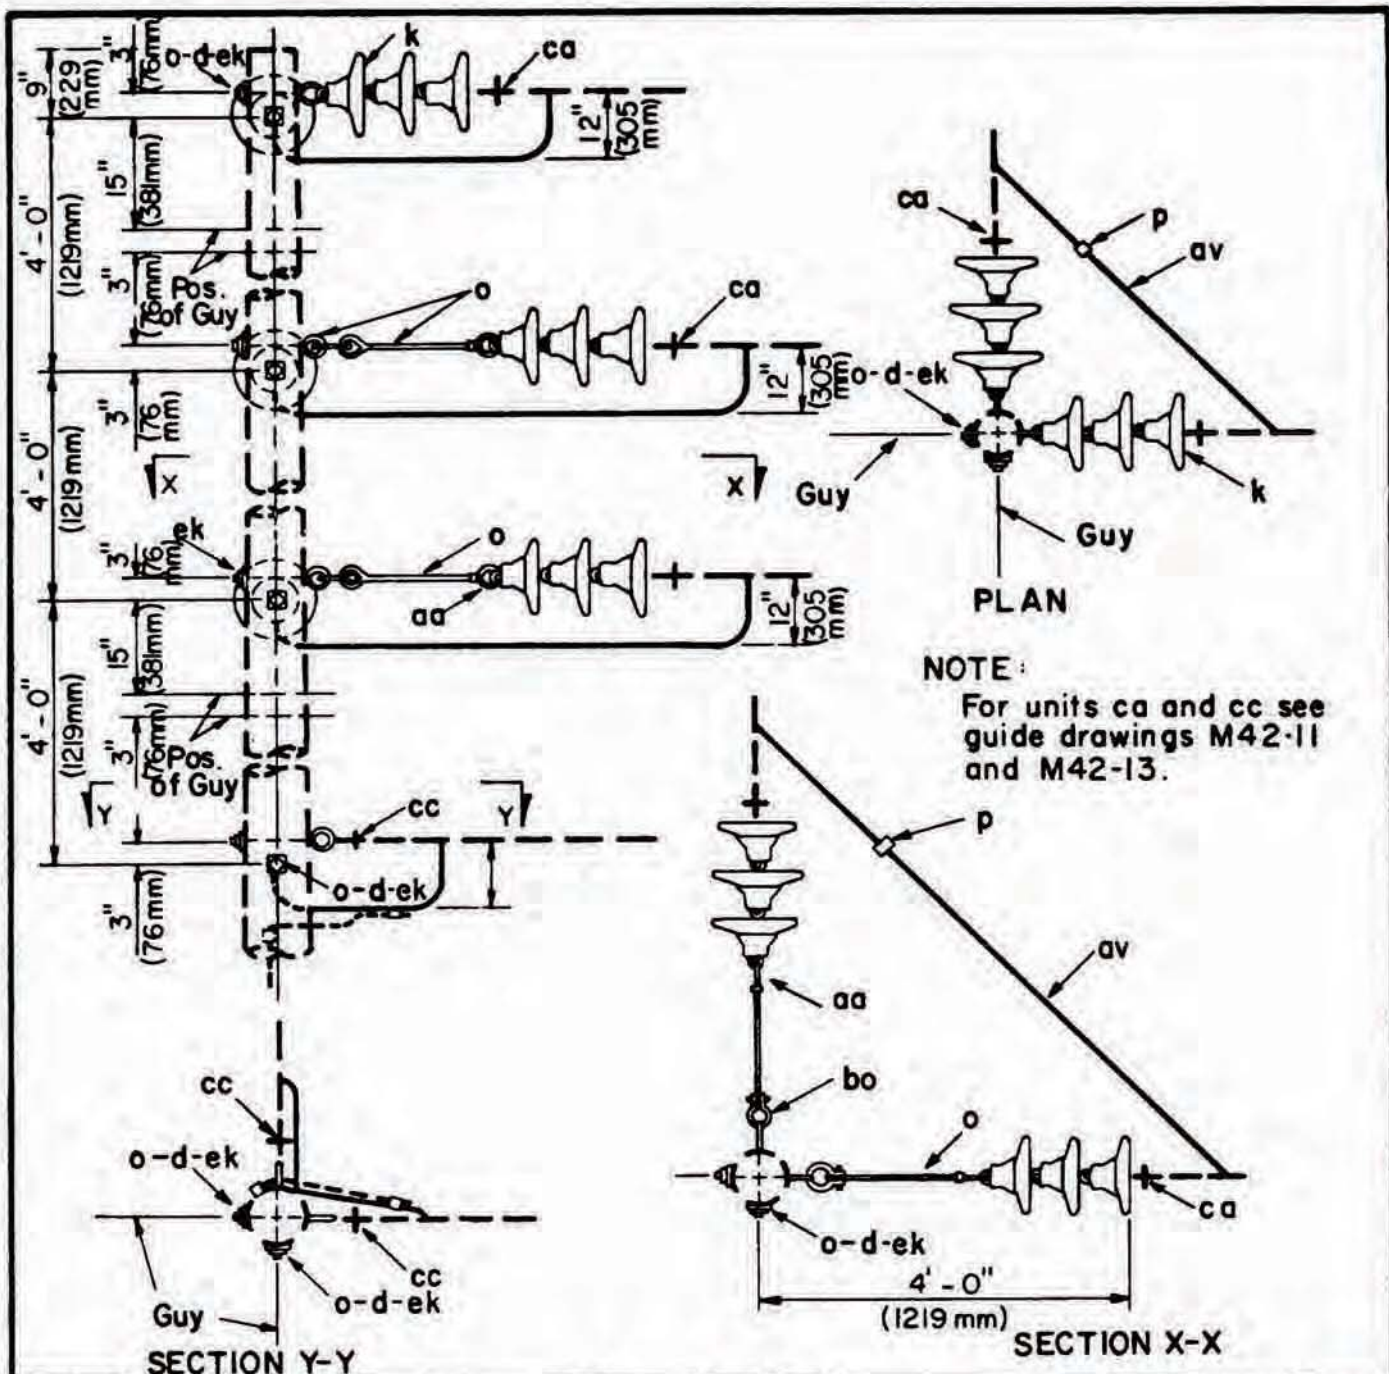 9"
(229
mm)
3"
(76mm)
o-d-ek
k
ca
12"
(305
mm)
4'-0"
(1219mm)
15"
(381mm)
3"
(76mm)
Pos.
of Guy
o
ca
12"
(305
mm)
4'-0"
(1219mm)
3"
(76
mm)
X
X
ek
3"
(76
mm)
o
aa
12"
(305
mm)
4'-0"
(1219mm)
15"
(381mm)
3"
(76mm)
Pos.
of Guy
Y
cc
Y
o-d-ek
3"
(76mm)
cc
o-d-ek
cc
o-d-ek
Guy
SECTION Y-Y
ca
p
av
o-d-ek
Guy
k
Guy
PLAN
NOTE:
For units ca and cc see
guide drawings M42-11
and M42-13.
p
av
aa
bo
o
ca
o-d-ek
4'-0"
(1219 mm)
SECTION X-X